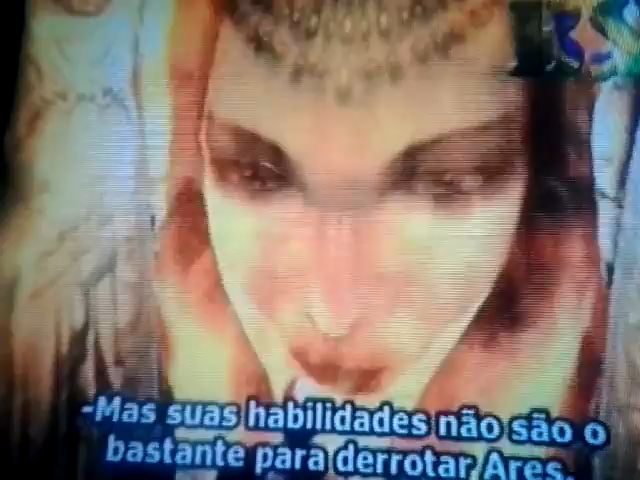 -Mas suas habilidades não são o
bastante para derrotar Ares.